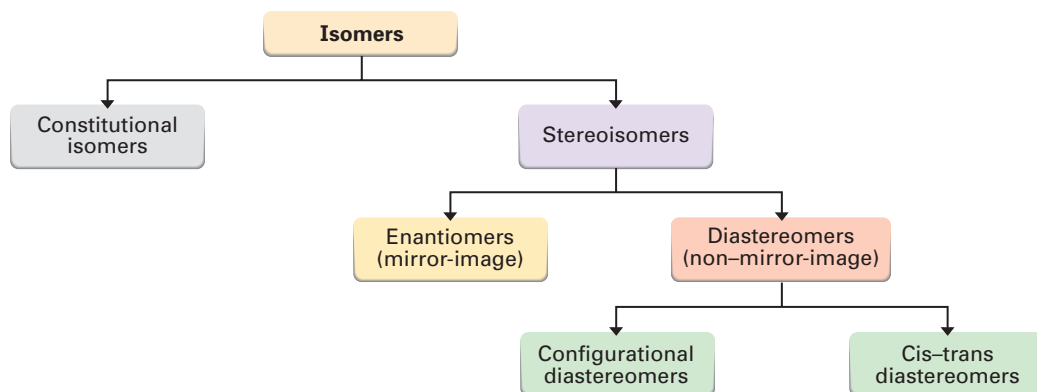 Isomers
Constitutional
isomers
Stereoisomers
Enantiomers
(mirror-image)
Diastereomers
(non–mirror-image)
Configurational
diastereomers
Cis–trans
diastereomers